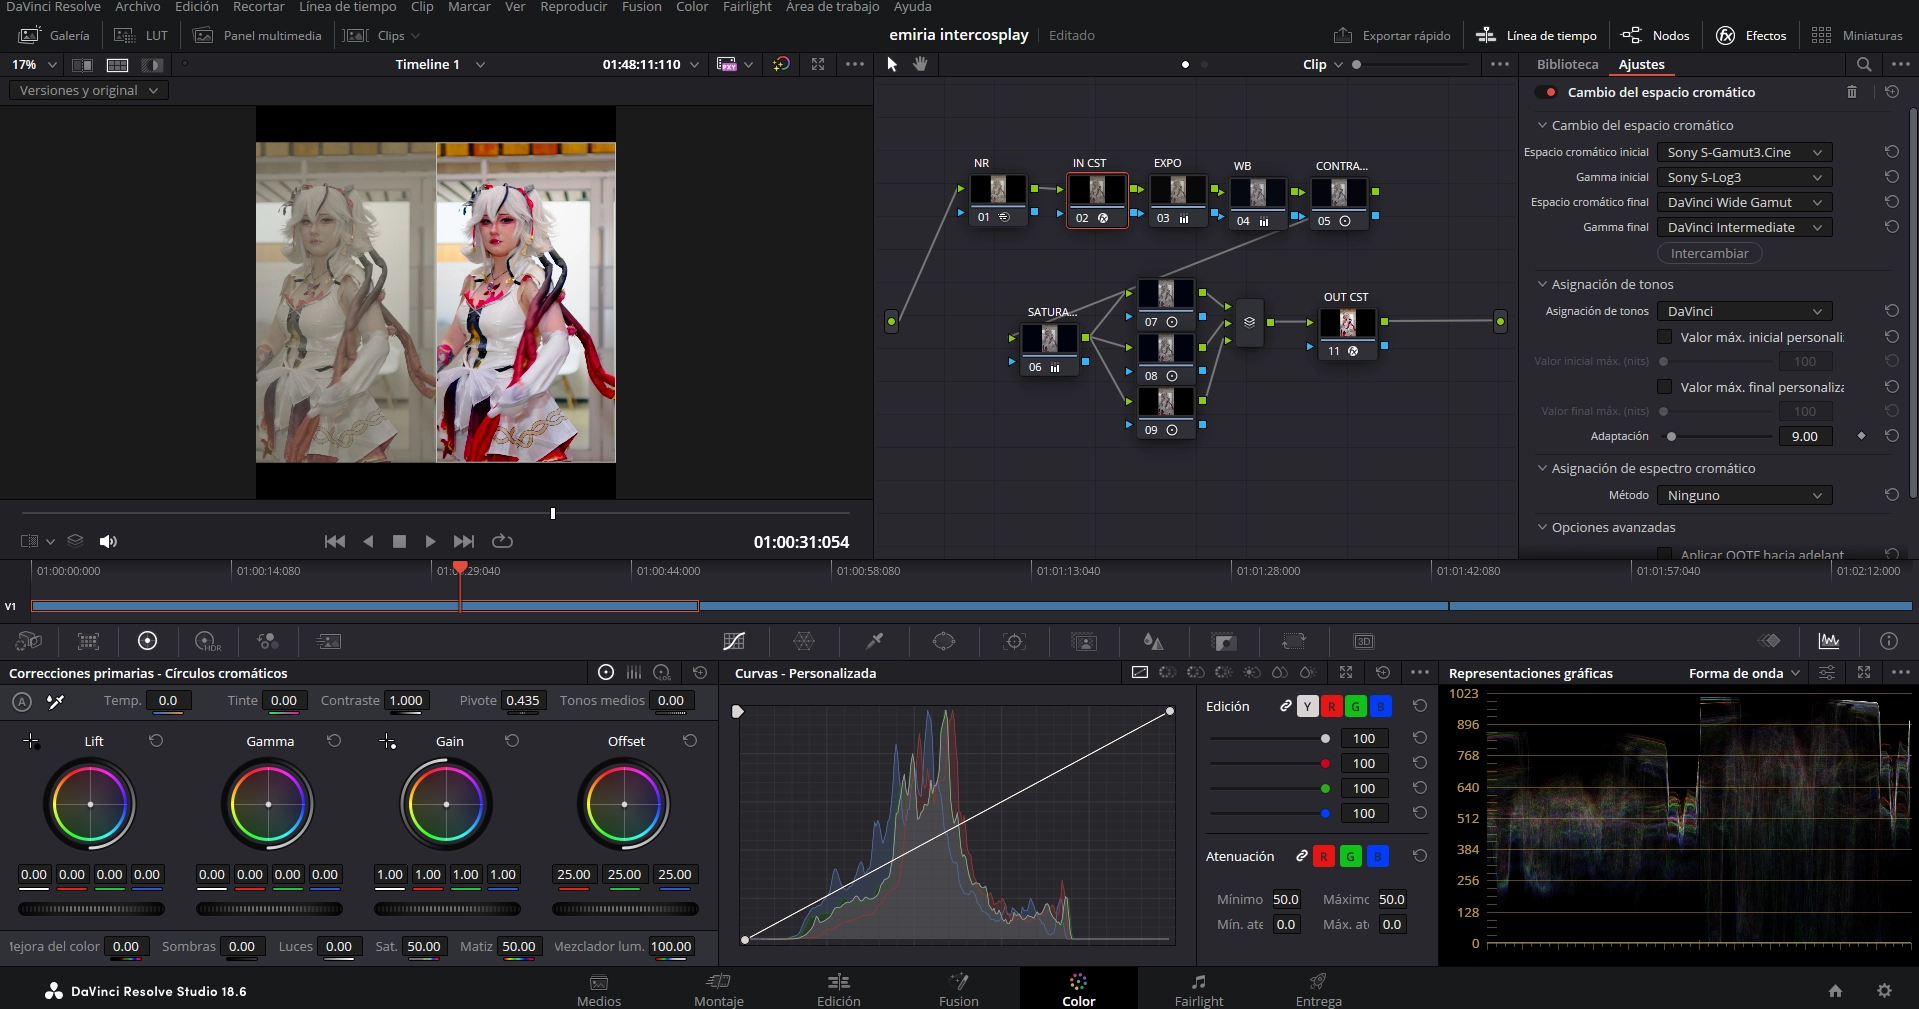 DaVinci Resolve Archivo Edición Recortar Línea de tiempo Clip Marcar Ver Reproducir Fusion Color Fairlight Área de trabajo Ayuda
Galería LUT Panel multimedia Clips emiria intercosplay Editado Exportar rápido Línea de tiempo Nodos Efectos Miniaturas
17% Timeline 1 01:48:11:110 Clip Biblioteca Ajustes
Versiones y original
Cambio del espacio cromático
Cambio del espacio cromático
Espacio cromático inicial Sony S-Gamut3.Cine
Gamma inicial Sony S-Log3
Espacio cromático final DaVinci Wide Gamut
Gamma final DaVinci Intermediate
Intercambiar
Asignación de tonos
Asignación de tonos DaVinci
Valor máx. inicial personali
Valor inicial máx. (nits) 100
Valor máx. final personaliza
Valor final máx. (nits) 100
Adaptación 9.00
Asignación de espectro cromático
Método Ninguno
Opciones avanzadas
Aplicar OOTF hacia adelant
NR IN CST EXPO WB CONTRA...
01 02 03 04 05
SATURA... OUT CST
06 07 08 09 11
01:00:31:054
01:00:00:000 01:00:14:080 01:00:29:040 01:00:44:000 01:00:58:080 01:01:13:040 01:01:28:000 01:01:42:080 01:01:57:040 01:02:12:000
V1
HDR 3D
Correcciones primarias - Círculos cromáticos
LOG
A Temp. 0.0 Tinte 0.00 Contraste 1.000 Pivote 0.435 Tonos medios 0.00
Lift Gamma Gain Offset
0.00 0.00 0.00 0.00 0.00 0.00 0.00 0.00 1.00 1.00 1.00 1.00 25.00 25.00 25.00
ejora del color 0.00 Sombras 0.00 Luces 0.00 Sat. 50.00 Matiz 50.00 Mezclador lum. 100.00
Curvas - Personalizada
Edición Y R G B
100
100
100
100
Atenuación R G B
Mínimo 50.0 Máximo 50.0
Mín. ate 0.0 Máx. at 0.0
Representaciones gráficas Forma de onda
1023
896
768
640
512
384
256
128
0
DaVinci Resolve Studio 18.6
Medios Montaje Edición Fusion Color Fairlight Entrega